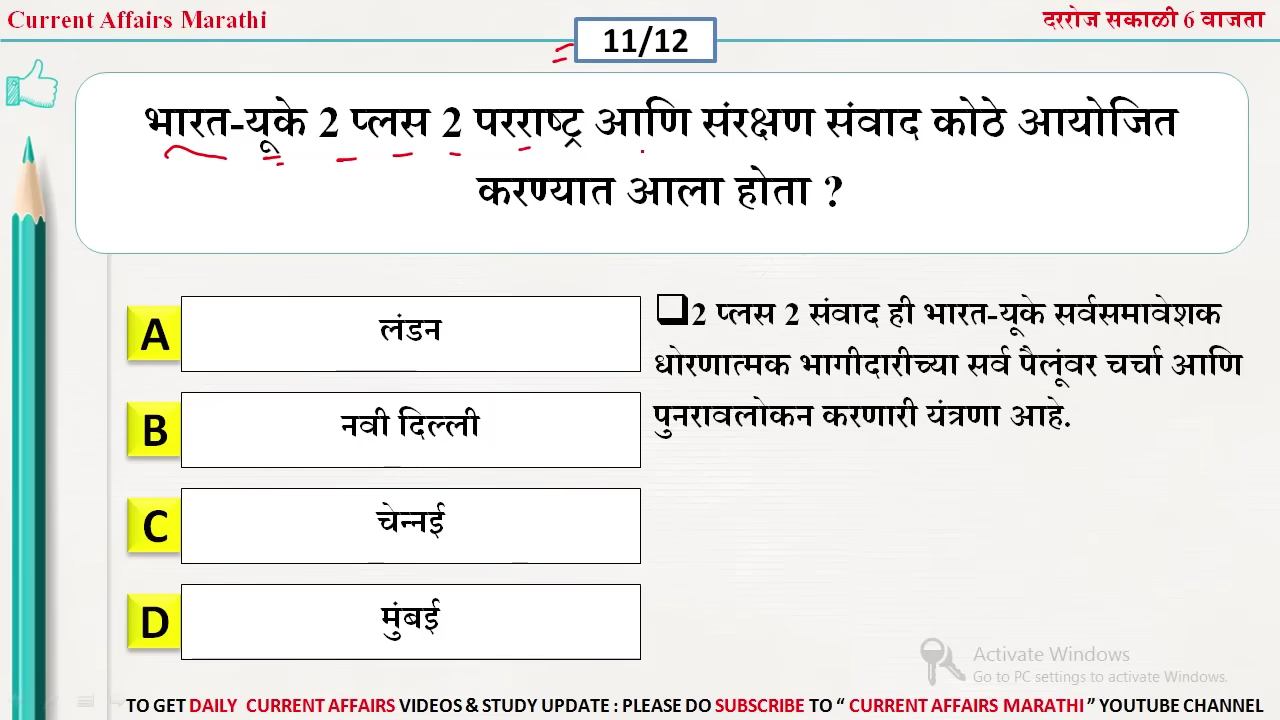 Current Affairs Marathi
दररोज सकाळी 6 वाजता
11/12
भारत-यूके 2 प्लस 2 परराष्ट्र आणि संरक्षण संवाद कोठे आयोजित
करण्यात आला होता ?
A लंडन
B नवी दिल्ली
C चेन्नई
D मुंबई
❑2 प्लस 2 संवाद ही भारत-यूके सर्वसमावेशक
धोरणात्मक भागीदारीच्या सर्व पैलूंवर चर्चा आणि
पुनरावलोकन करणारी यंत्रणा आहे.
Activate Windows
Go to PC settings to activate Windows.
TO GET DAILY CURRENT AFFAIRS VIDEOS & STUDY UPDATE : PLEASE DO SUBSCRIBE TO “ CURRENT AFFAIRS MARATHI ” YOUTUBE CHANNEL